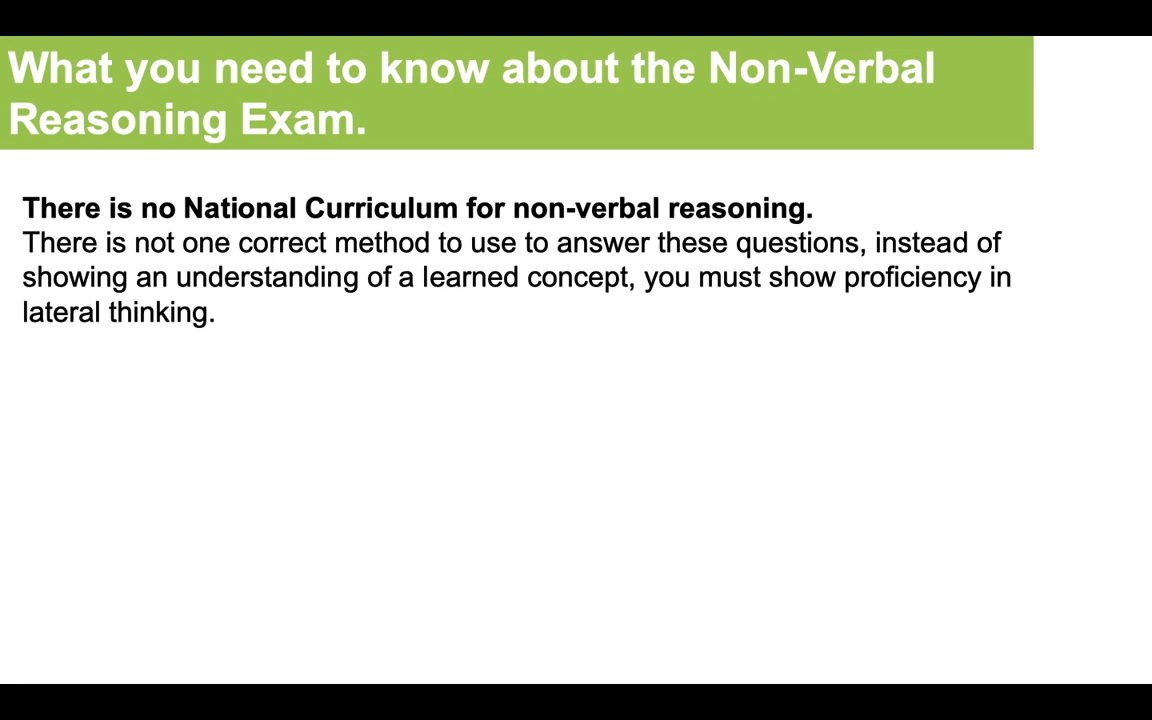 What you need to know about the Non-Verbal
Reasoning Exam.
There is no National Curriculum for non-verbal reasoning.
There is not one correct method to use to answer these questions, instead of
showing an understanding of a learned concept, you must show proficiency in
lateral thinking.